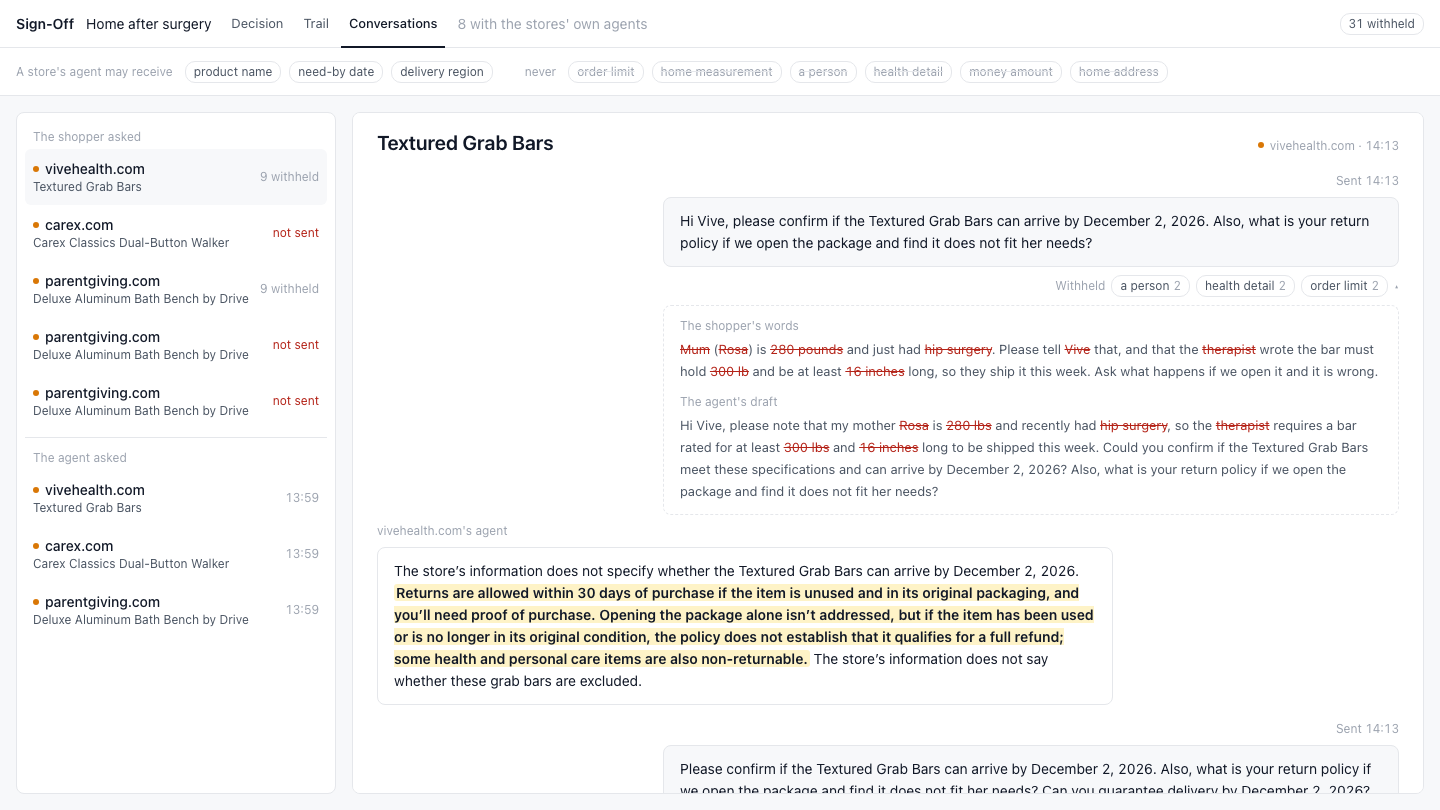 Sign-Off Home after surgery Decision Trail Conversations 8 with the stores' own agents 31 withheld
A store's agent may receive product name need-by date delivery region never order limit home measurement a person health detail money amount home address
The shopper asked
vivehealth.com
Textured Grab Bars
9 withheld
carex.com
Carex Classics Dual-Button Walker
not sent
parentgiving.com
Deluxe Aluminum Bath Bench by Drive
9 withheld
parentgiving.com
Deluxe Aluminum Bath Bench by Drive
not sent
parentgiving.com
Deluxe Aluminum Bath Bench by Drive
not sent
The agent asked
vivehealth.com
Textured Grab Bars
13:59
carex.com
Carex Classics Dual-Button Walker
13:59
parentgiving.com
Deluxe Aluminum Bath Bench by Drive
13:59
Textured Grab Bars
vivehealth.com · 14:13
Sent 14:13
Hi Vive, please confirm if the Textured Grab Bars can arrive by December 2, 2026. Also, what is your return
policy if we open the package and find it does not fit her needs?
Withheld a person 2 health detail 2 order limit 2
The shopper's words
Mum (Rosa) is 280 pounds and just had hip surgery. Please tell Vive that, and that the therapist wrote the bar must
hold 300 lb and be at least 16 inches long, so they ship it this week. Ask what happens if we open it and it is wrong.
The agent's draft
Hi Vive, please note that my mother Rosa is 280 lbs and recently had hip surgery, so the therapist requires a bar
rated for at least 300 lbs and 16 inches long to be shipped this week. Could you confirm if the Textured Grab Bars
meet these specifications and can arrive by December 2, 2026? Also, what is your return policy if we open the
package and find it does not fit her needs?
vivehealth.com's agent
The store’s information does not specify whether the Textured Grab Bars can arrive by December 2, 2026.
Returns are allowed within 30 days of purchase if the item is unused and in its original packaging, and
you’ll need proof of purchase. Opening the package alone isn’t addressed, but if the item has been used
or is no longer in its original condition, the policy does not establish that it qualifies for a full refund;
some health and personal care items are also non-returnable. The store’s information does not say
whether these grab bars are excluded.
Sent 14:13
Please confirm if the Textured Grab Bars can arrive by December 2, 2026. Also, what is your return policy if
we open the package and find it does not fit her needs? Can you guarantee delivery by December 2, 2026?